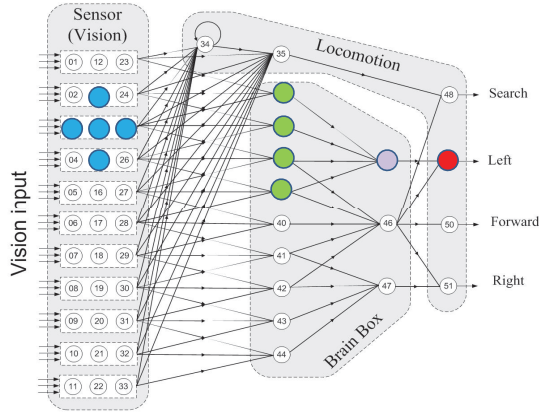 Sensor
(Vision)
Locomotion
34
35
01 12 23
02 24
04 26
05 16 27
06 17 28
07 18 29
08 19 30
09 20 31
10 21 32
11 22 33
40
41
42
43
44
46
47
48
50
51
Search
Left
Forward
Right
Vision input
Brain Box